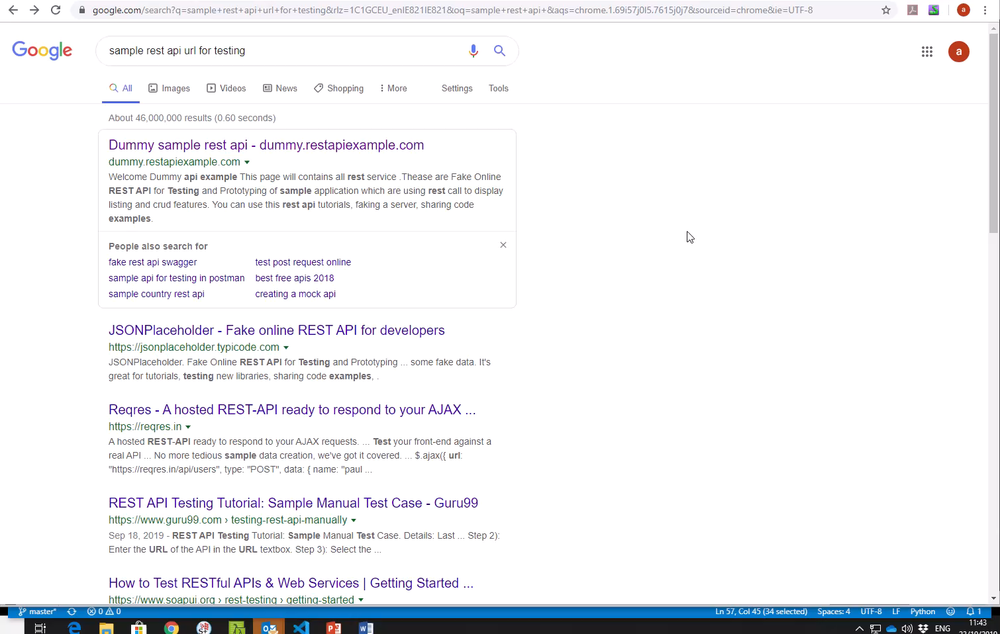 google.com/search?q=sample+rest+api+url+for+testing&rlz=1C1GCEU_enIE821IE821&oq=sample+rest+api+&aqs=chrome.1.69i57j0l5.7615j0j7&sourceid=chrome&ie=UTF-8
a
Google
sample rest api url for testing
a
All Images Videos News Shopping More Settings Tools
About 46,000,000 results (0.60 seconds)
Dummy sample rest api - dummy.restapiexample.com
dummy.restapiexample.com
Welcome Dummy api example This page will contains all rest service .Thease are Fake Online
REST API for Testing and Prototyping of sample application which are using rest call to display
listing and crud features. You can use this rest api tutorials, faking a server, sharing code
examples.
People also search for
fake rest api swagger test post request online
sample api for testing in postman best free apis 2018
sample country rest api creating a mock api
JSONPlaceholder - Fake online REST API for developers
https://jsonplaceholder.typicode.com
JSONPlaceholder. Fake Online REST API for Testing and Prototyping ... some fake data. It's
great for tutorials, testing new libraries, sharing code examples, .
Reqres - A hosted REST-API ready to respond to your AJAX ...
https://reqres.in
A hosted REST-API ready to respond to your AJAX requests. ... Test your front-end against a
real API ... No more tedious sample data creation, we've got it covered. ... $.ajax({ url:
"https://reqres.in/api/users", type: "POST", data: { name: "paul ...
REST API Testing Tutorial: Sample Manual Test Case - Guru99
https://www.guru99.com › testing-rest-api-manually
Sep 18, 2019 - REST API Testing Tutorial: Sample Manual Test Case. Details: Last ... Step 2):
Enter the URL of the API in the URL textbox. Step 3): Select the ...
How to Test RESTful APIs & Web Services | Getting Started ...
https://www.soapui.org › rest-testing › getting-started
master* 0 0 Ln 57, Col 45 (34 selected) Spaces: 4 UTF-8 LF Python 1
ENG 11:43